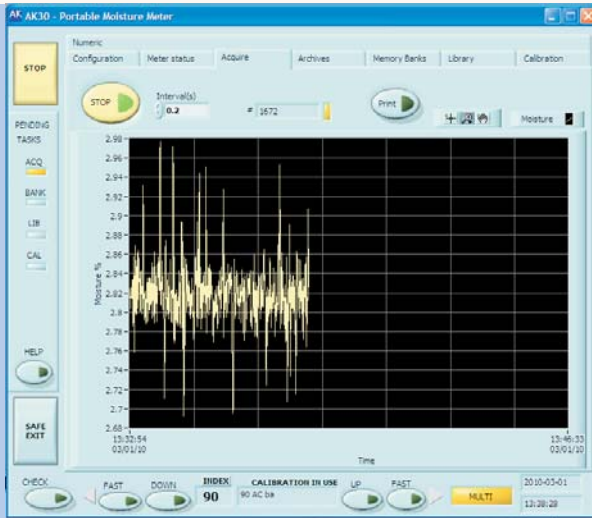 AK AK30 - Portable Moisture Meter
STOP
Numeric
Configuration Meter status Acquire Archives Memory Banks Library Calibration
STOP
Interval(s)
0.2
# 1672
Print
Moisture
PENDING
TASKS
ACQ
BANK
LIB
CAL
HELP
SAFE
EXIT
Moisture %
2.98
2.96
2.94
2.92
2.9
2.88
2.86
2.84
2.82
2.8
2.78
2.76
2.74
2.72
2.7
2.68
13:32:54
03/01/10
13:46:33
03/01/10
Time
CHECK
FAST
DOWN
INDEX
90
CALIBRATION IN USE
90 AC ba
UP
FAST
MULTI
2010-03-01
13:38:28